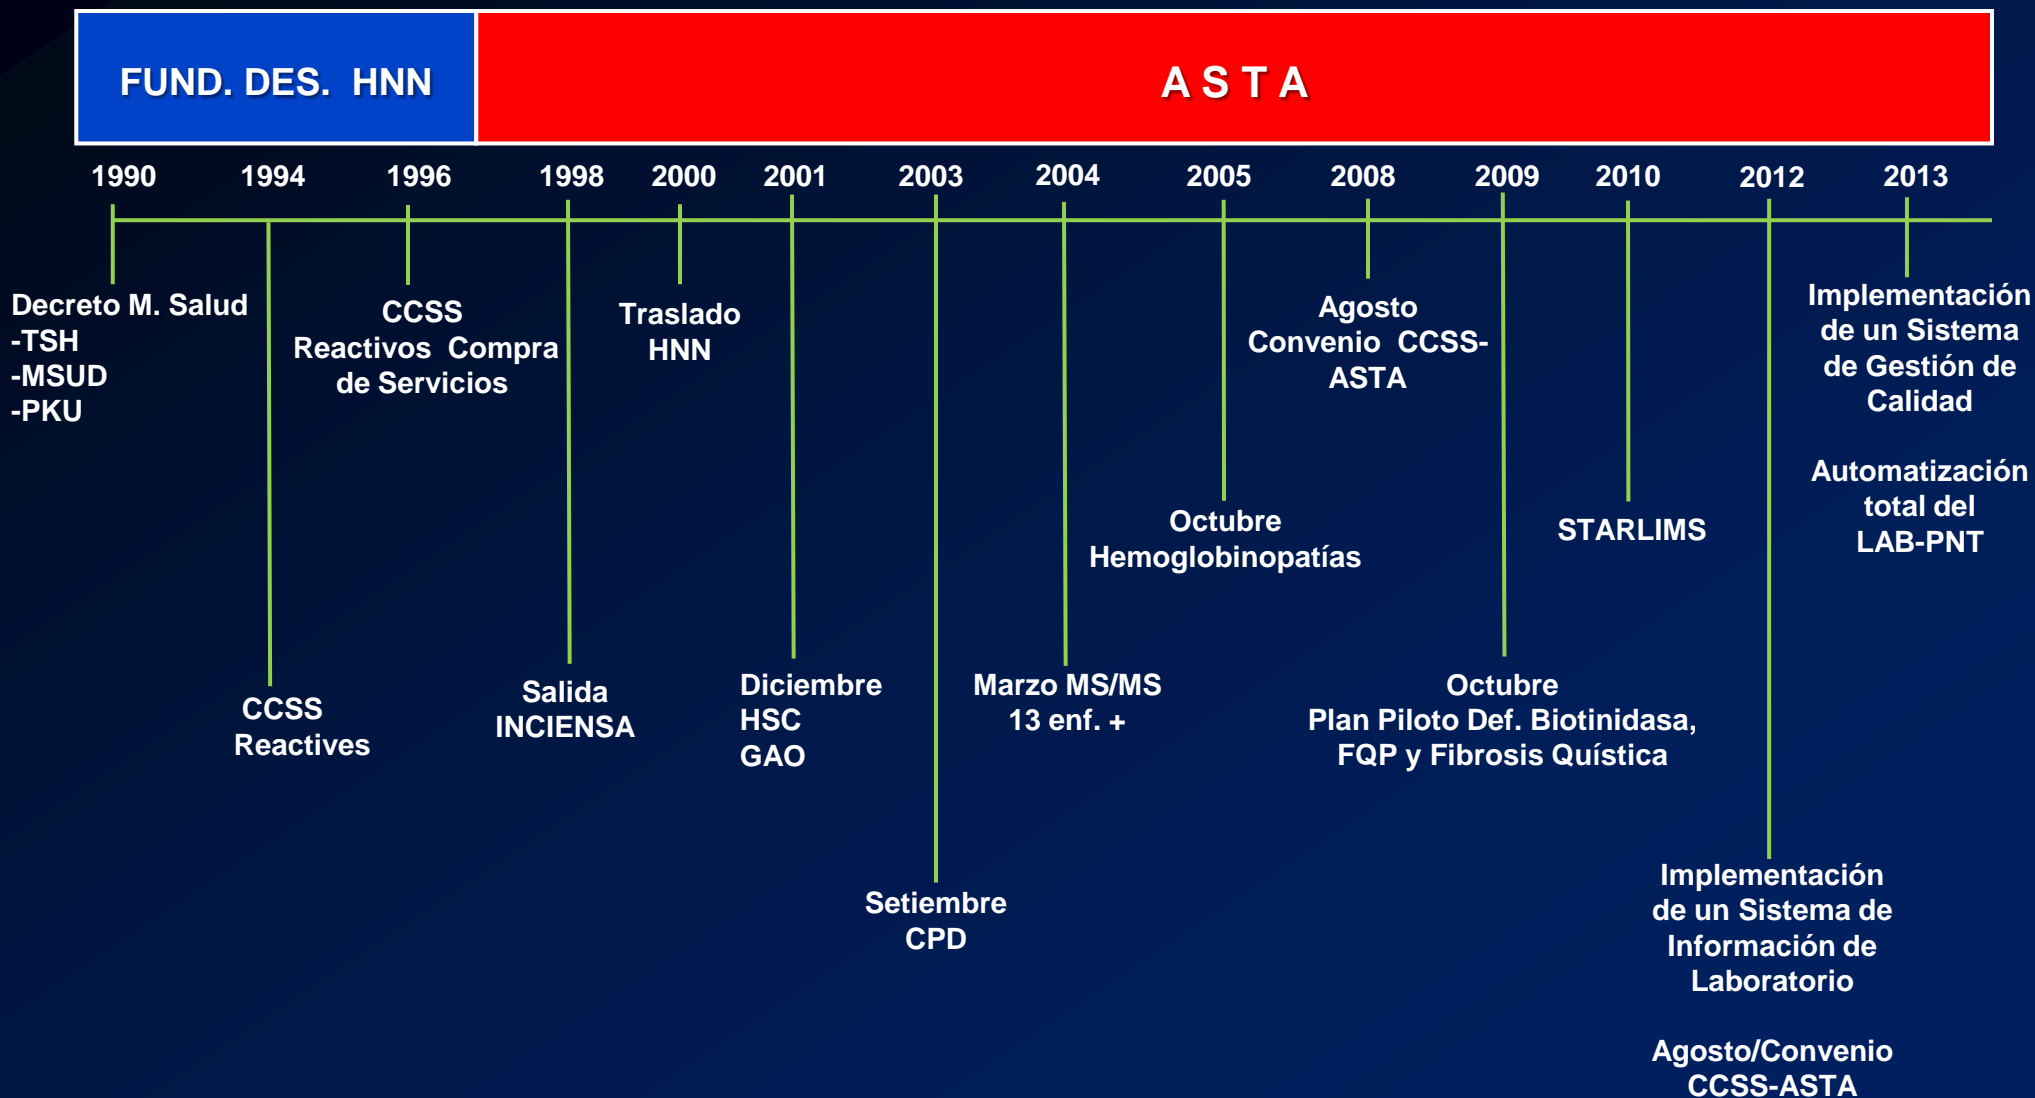 FUND. DES. HNN
A S T A
1990 1994 1996 1998 2000 2001 2003 2004 2005 2008 2009 2010 2012 2013
Decreto M. Salud
-TSH
-MSUD
-PKU
CCSS
Reactives
CCSS
Reactivos Compra
de Servicios
Salida
INCIENSA
Traslado
HNN
Diciembre
HSC
GAO
Setiembre
CPD
Marzo MS/MS
13 enf. +
Octubre
Hemoglobinopatías
Agosto
Convenio CCSS-
ASTA
Octubre
Plan Piloto Def. Biotinidasa,
FQP y Fibrosis Quística
STARLIMS
Implementación
de un Sistema de
Información de
Laboratorio
Agosto/Convenio
CCSS-ASTA
Implementación
de un Sistema
de Gestión de
Calidad
Automatización
total del
LAB-PNT